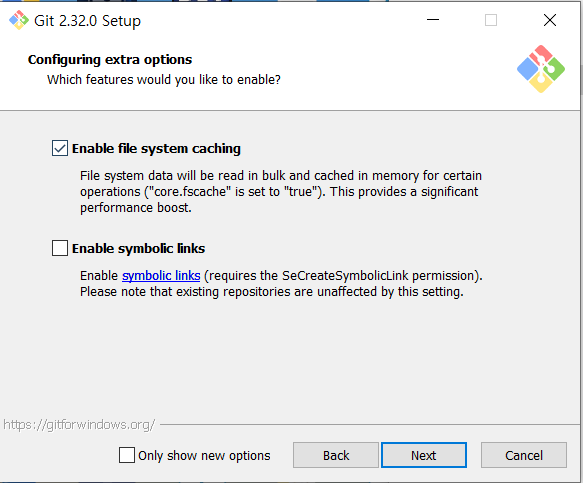 Git 2.32.0 Setup
Configuring extra options
Which features would you like to enable?
Enable file system caching
File system data will be read in bulk and cached in memory for certain
operations ("core.fscache" is set to "true"). This provides a significant
performance boost.
Enable symbolic links
Enable symbolic links (requires the SeCreateSymbolicLink permission).
Please note that existing repositories are unaffected by this setting.
https://gitforwindows.org/
Only show new options
Back
Next
Cancel